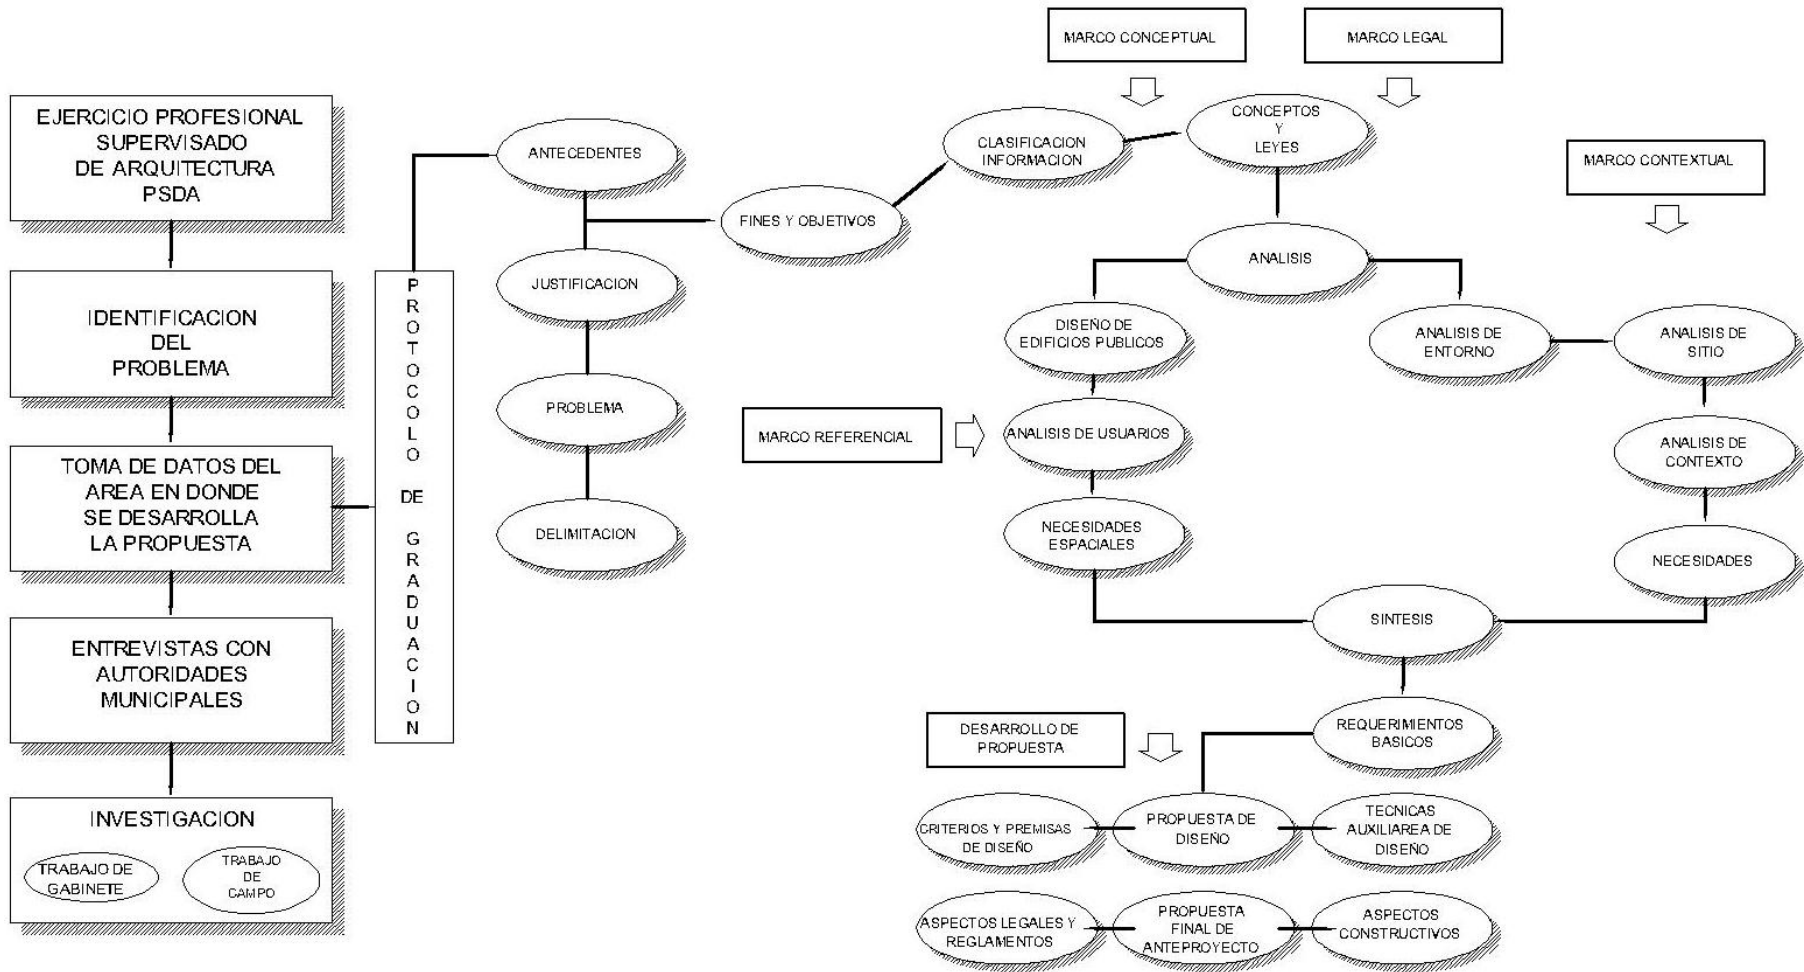 EJERCICIO PROFESIONAL
SUPERVISADO
DE ARQUITECTURA
PSDA
IDENTIFICACION
DEL
PROBLEMA
TOMA DE DATOS DEL
AREA EN DONDE
SE DESARROLLA
LA PROPUESTA
ENTREVISTAS CON
AUTORIDADES
MUNICIPALES
INVESTIGACION
TRABAJO DE
GABINETE
TRABAJO
DE
CAMPO
PROTOCOLO DE GRADUACION
ANTECEDENTES
JUSTIFICACION
PROBLEMA
DELIMITACION
FINES Y OBJETIVOS
CLASIFICACION
INFORMACION
MARCO CONCEPTUAL
MARCO LEGAL
CONCEPTOS
Y
LEYES
MARCO CONTEXTUAL
ANALISIS
DISEÑO DE
EDIFICIOS PUBLICOS
MARCO REFERENCIAL
ANALISIS DE USUARIOS
NECESIDADES
ESPACIALES
ANALISIS DE
ENTORNO
ANALISIS DE
SITIO
ANALISIS DE
CONTEXTO
NECESIDADES
SINTESIS
REQUERIMIENTOS
BASICOS
DESARROLLO DE
PROPUESTA
CRITERIOS Y PREMISAS
DE DISEÑO
PROPUESTA DE
DISEÑO
TECNICAS
AUXILIAREA DE
DISEÑO
ASPECTOS LEGALES Y
REGLAMENTOS
PROPUESTA
FINAL DE
ANTEPROYECTO
ASPECTOS
CONSTRUCTIVOS